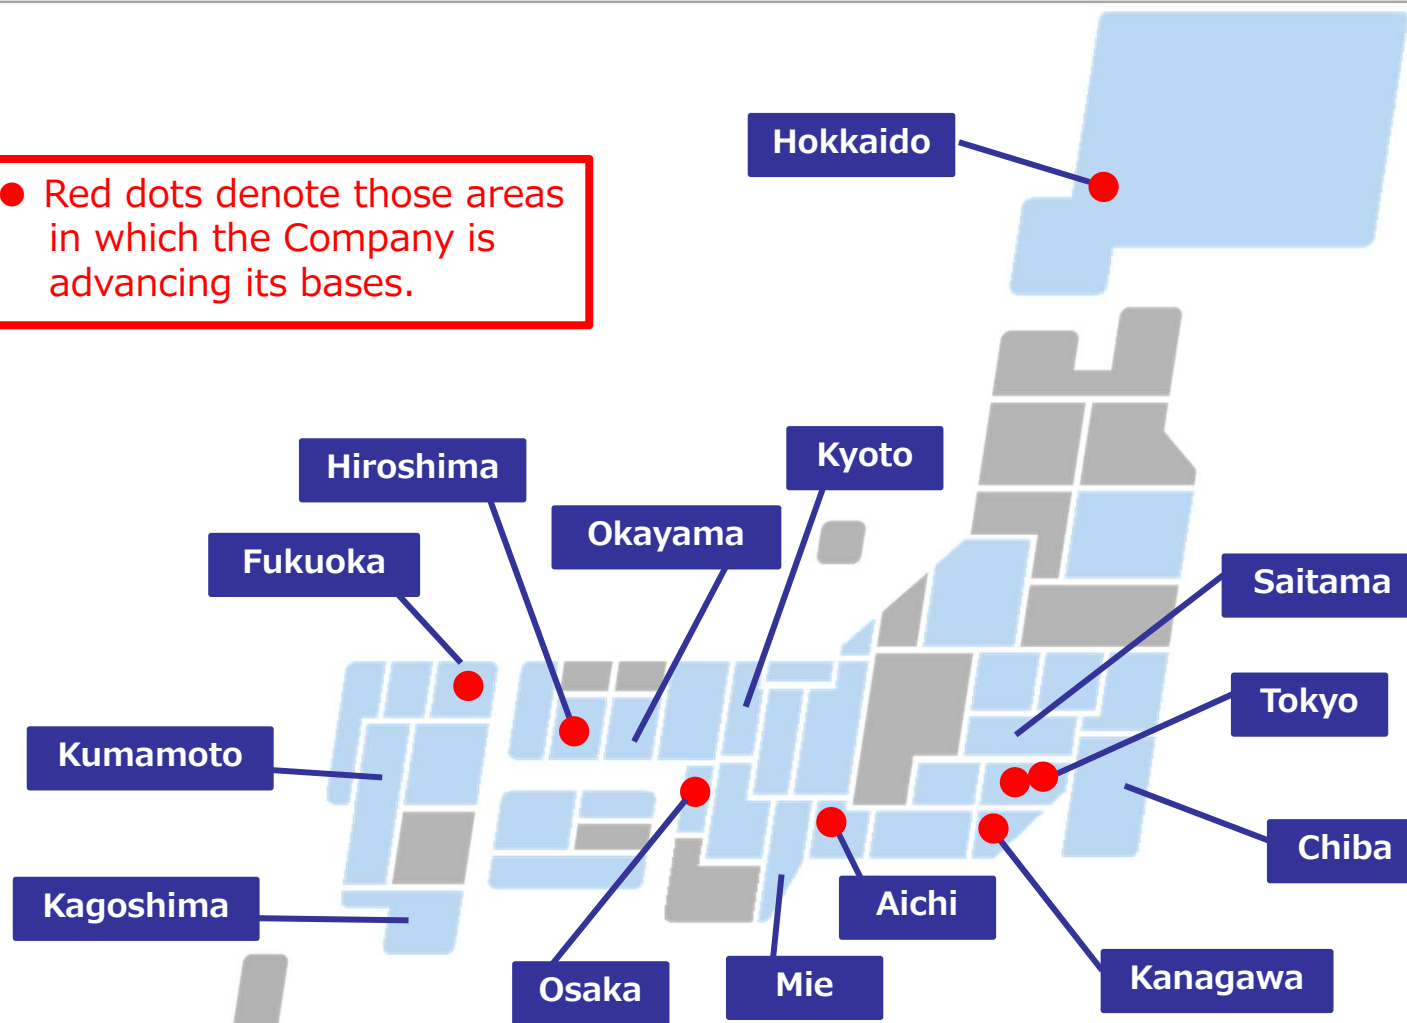 Hokkaido
● Red dots denote those areas
in which the Company is
advancing its bases.
Kyoto
Hiroshima
Okayama
Fukuoka
Saitama
Tokyo
Kumamoto
Chiba
Aichi
Kagoshima
Kanagawa
Mie
Osaka